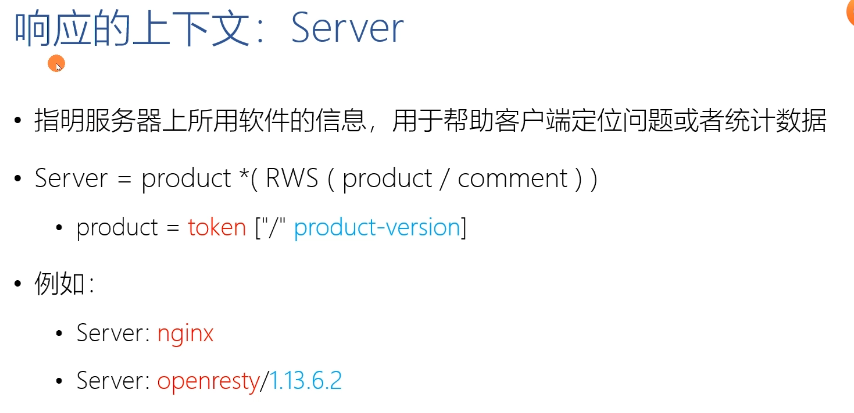 响应的上下文：Server
• 指明服务器上所用软件的信息，用于帮助客户端定位问题或者统计数据
• Server = product *( RWS ( product / comment ) )
• product = token ["/" product-version]
• 例如：
• Server: nginx
• Server: openresty/1.13.6.2